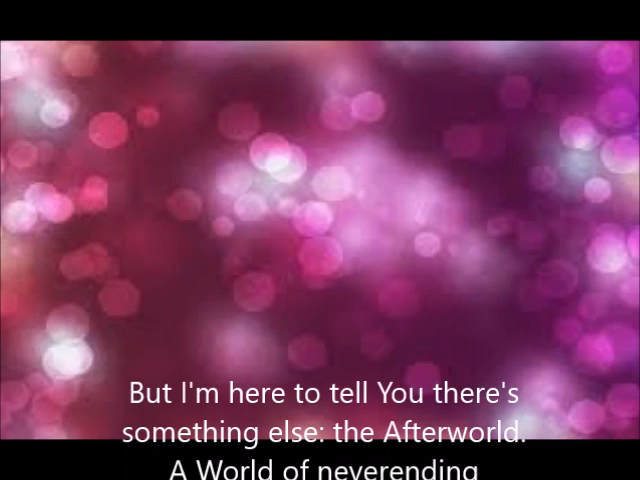 But I'm here to tell You there's
something else: the Afterworld.
A World of neverending